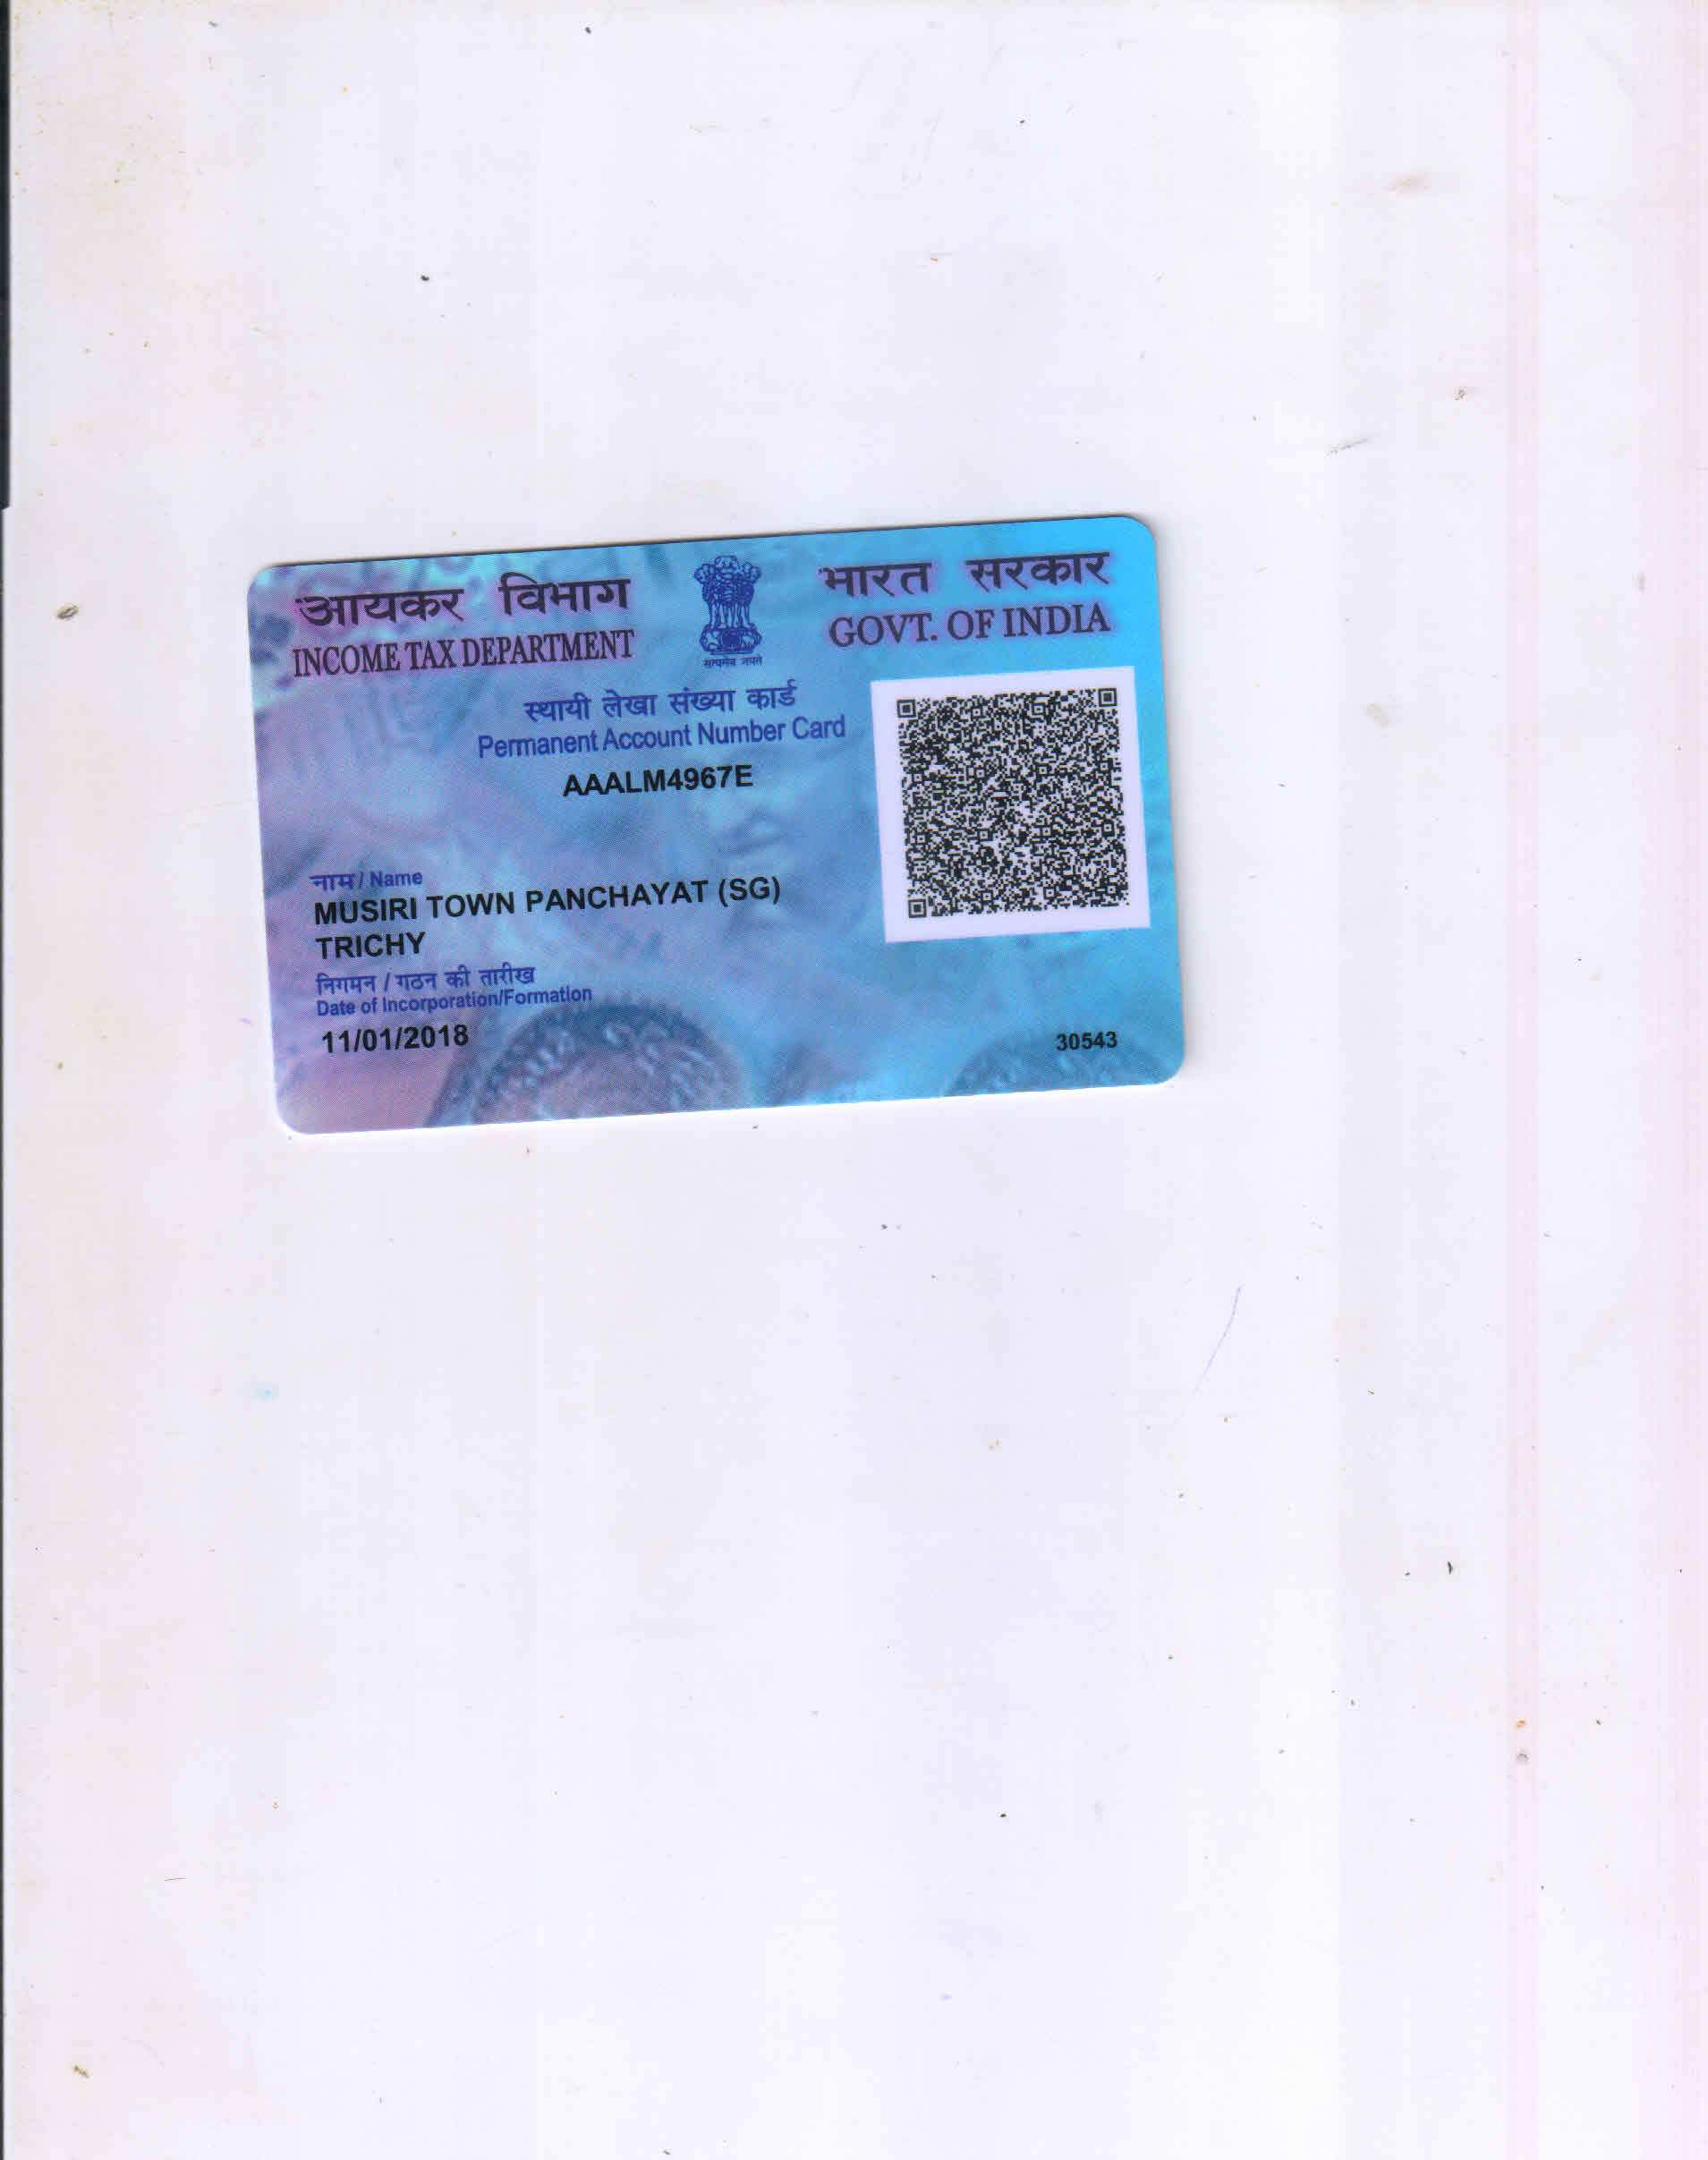 आयकर विभाग
INCOME TAX DEPARTMENT
सत्यमेव जयते
भारत सरकार
GOVT. OF INDIA
स्थायी लेखा संख्या कार्ड
Permanent Account Number Card
AAALM4967E
नाम / Name
MUSIRI TOWN PANCHAYAT (SG)
TRICHY
निगमन / गठन की तारीख
Date of Incorporation/Formation
11/01/2018
30543